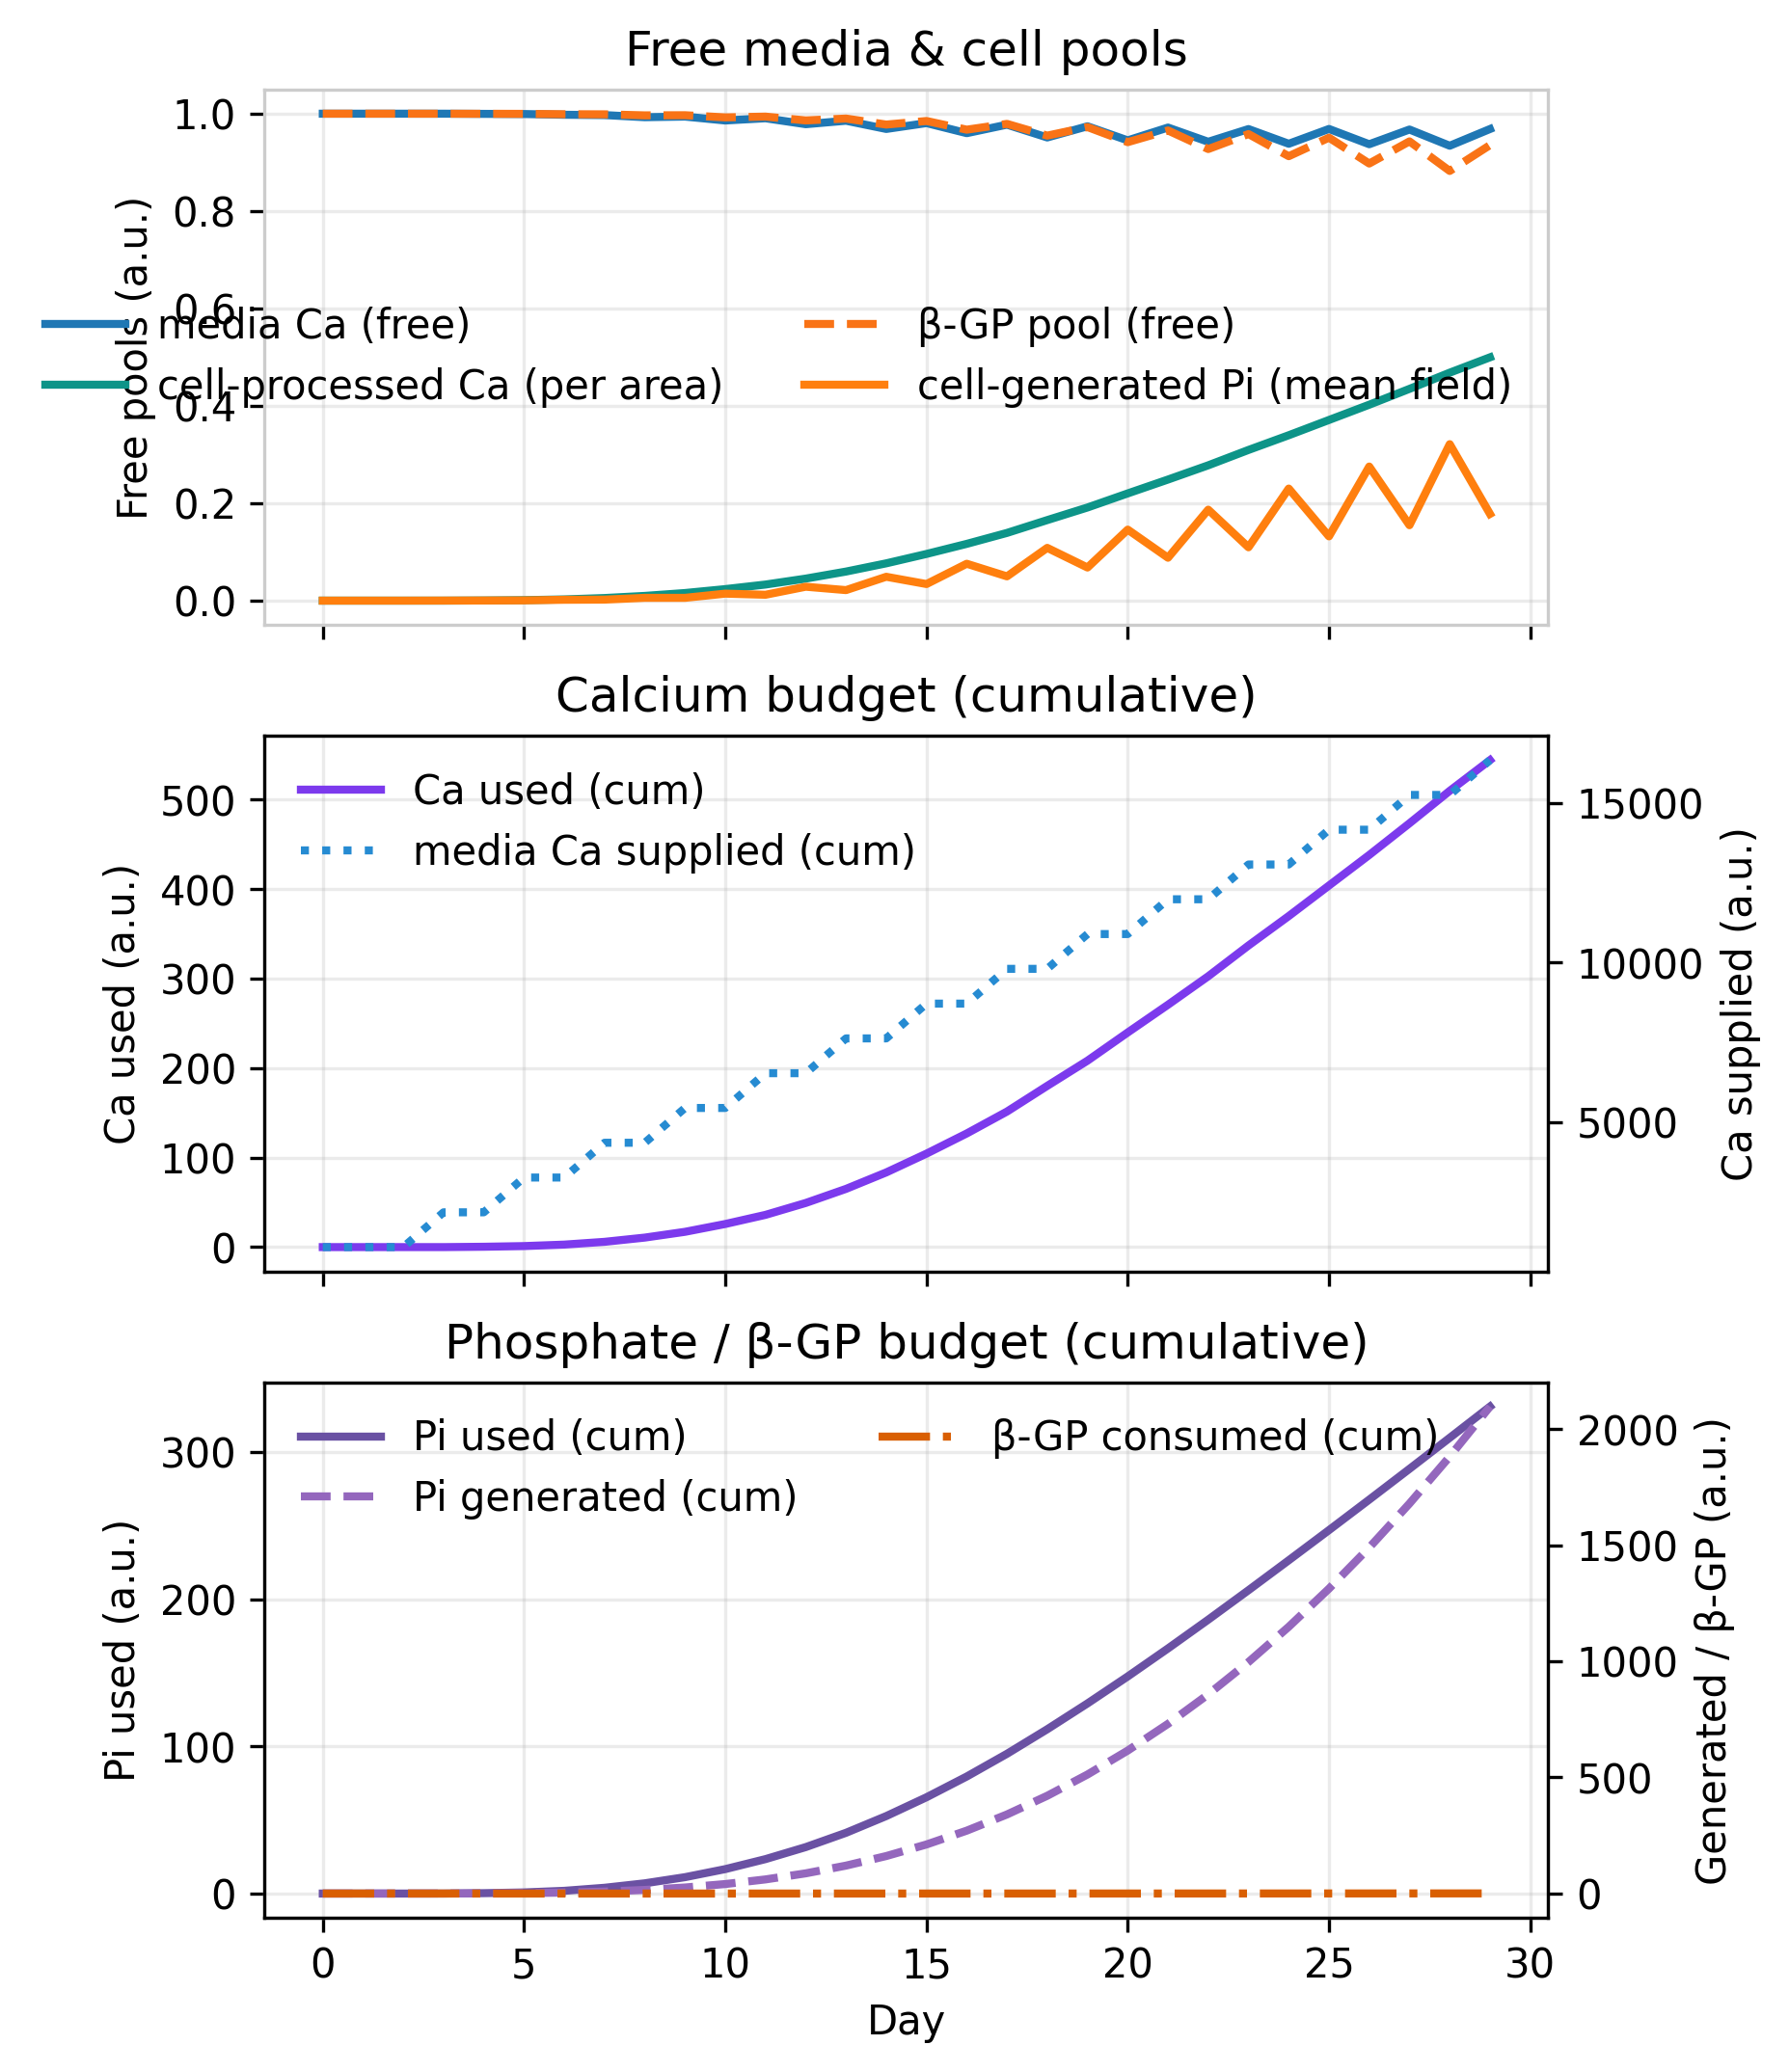 Free media & cell pools
Free pools (a.u.)
1.0
0.8
0.6
0.4
0.2
0.0
media Ca (free)
β-GP pool (free)
cell-processed Ca (per area)
cell-generated Pi (mean field)
Calcium budget (cumulative)
Ca used (a.u.)
500
400
300
200
100
0
Ca used (cum)
media Ca supplied (cum)
15000
10000
5000
Ca supplied (a.u.)
Phosphate / β-GP budget (cumulative)
Pi used (a.u.)
300
200
100
0
Pi used (cum)
β-GP consumed (cum)
Pi generated (cum)
2000
1500
1000
500
0
Generated / β-GP (a.u.)
0 5 10 15 20 25 30
Day